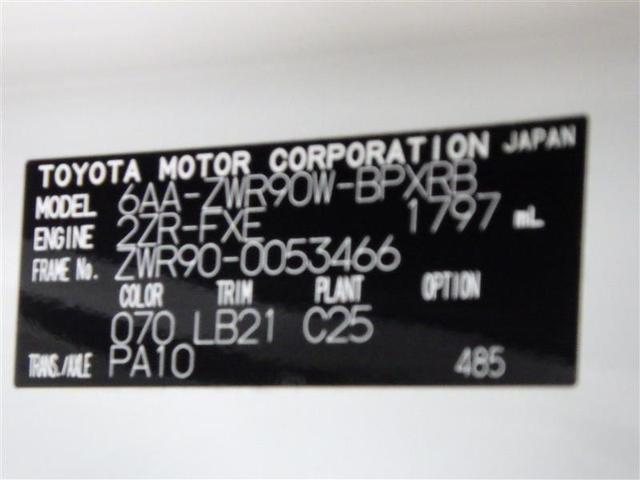 TOYOTA MOTOR CORPORATION JAPAN
MODEL 6AA-ZWR90W-BPXRB
ENGINE 2ZR-FXE 1797 mL
FRAME No. ZWR90-0053466
COLOR TRIM PLANT OPTION
070 LB21 C25
TRANS./AXLE PA10 485